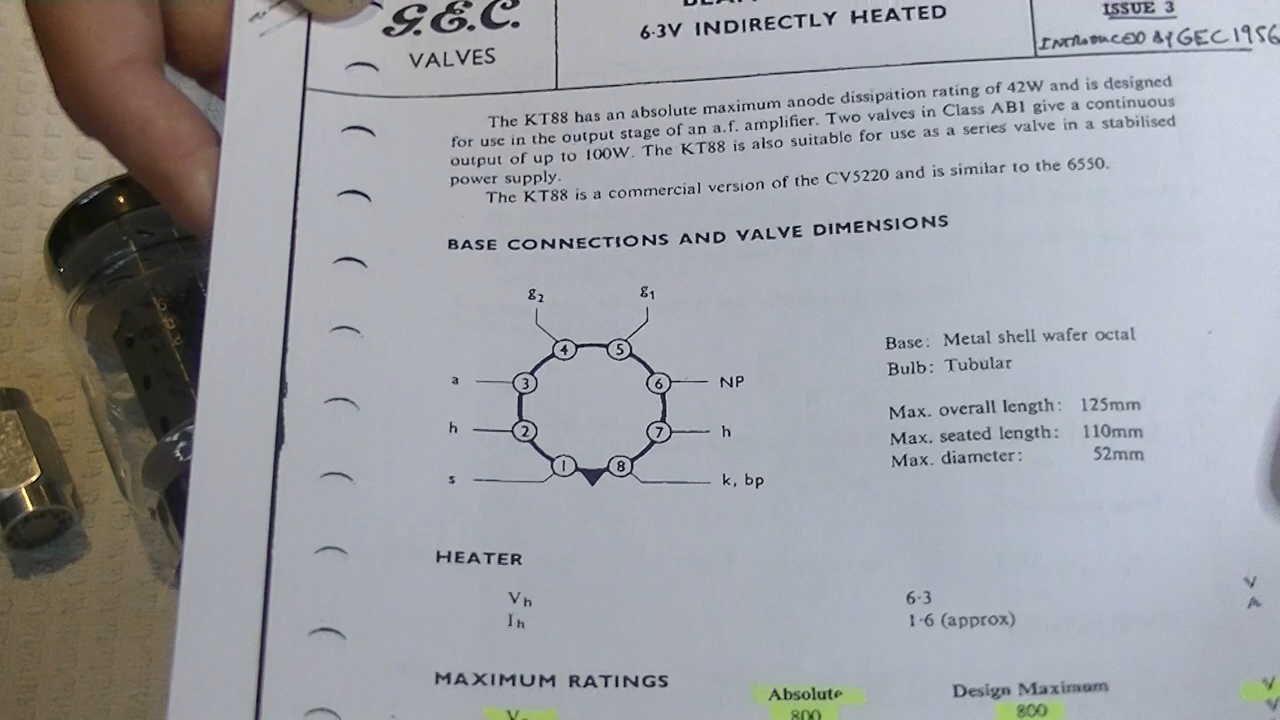 G.E.C.
VALVES
6·3V INDIRECTLY HEATED
ISSUE 3
INTRODUCED BY GEC 1956
The KT88 has an absolute maximum anode dissipation rating of 42W and is designed
for use in the output stage of an a.f. amplifier. Two valves in Class AB1 give a continuous
output of up to 100W. The KT88 is also suitable for use as a series valve in a stabilised
power supply.
The KT88 is a commercial version of the CV5220 and is similar to the 6550.
BASE CONNECTIONS AND VALVE DIMENSIONS
g2 g1
4 5
a 3 6 NP
h 2 7 h
s 1 8 k, bp
Base: Metal shell wafer octal
Bulb: Tubular
Max. overall length: 125mm
Max. seated length: 110mm
Max. diameter: 52mm
HEATER
Vh 6·3 V
Ih 1·6 (approx) A
MAXIMUM RATINGS
Absolute Design Maximum
800 800 V